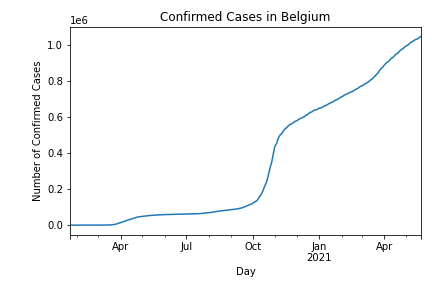 Confirmed Cases in Belgium
1e6
1.0
0.8
0.6
0.4
0.2
0.0
Number of Confirmed Cases
Apr
Jul
Oct
Jan
2021
Apr
Day